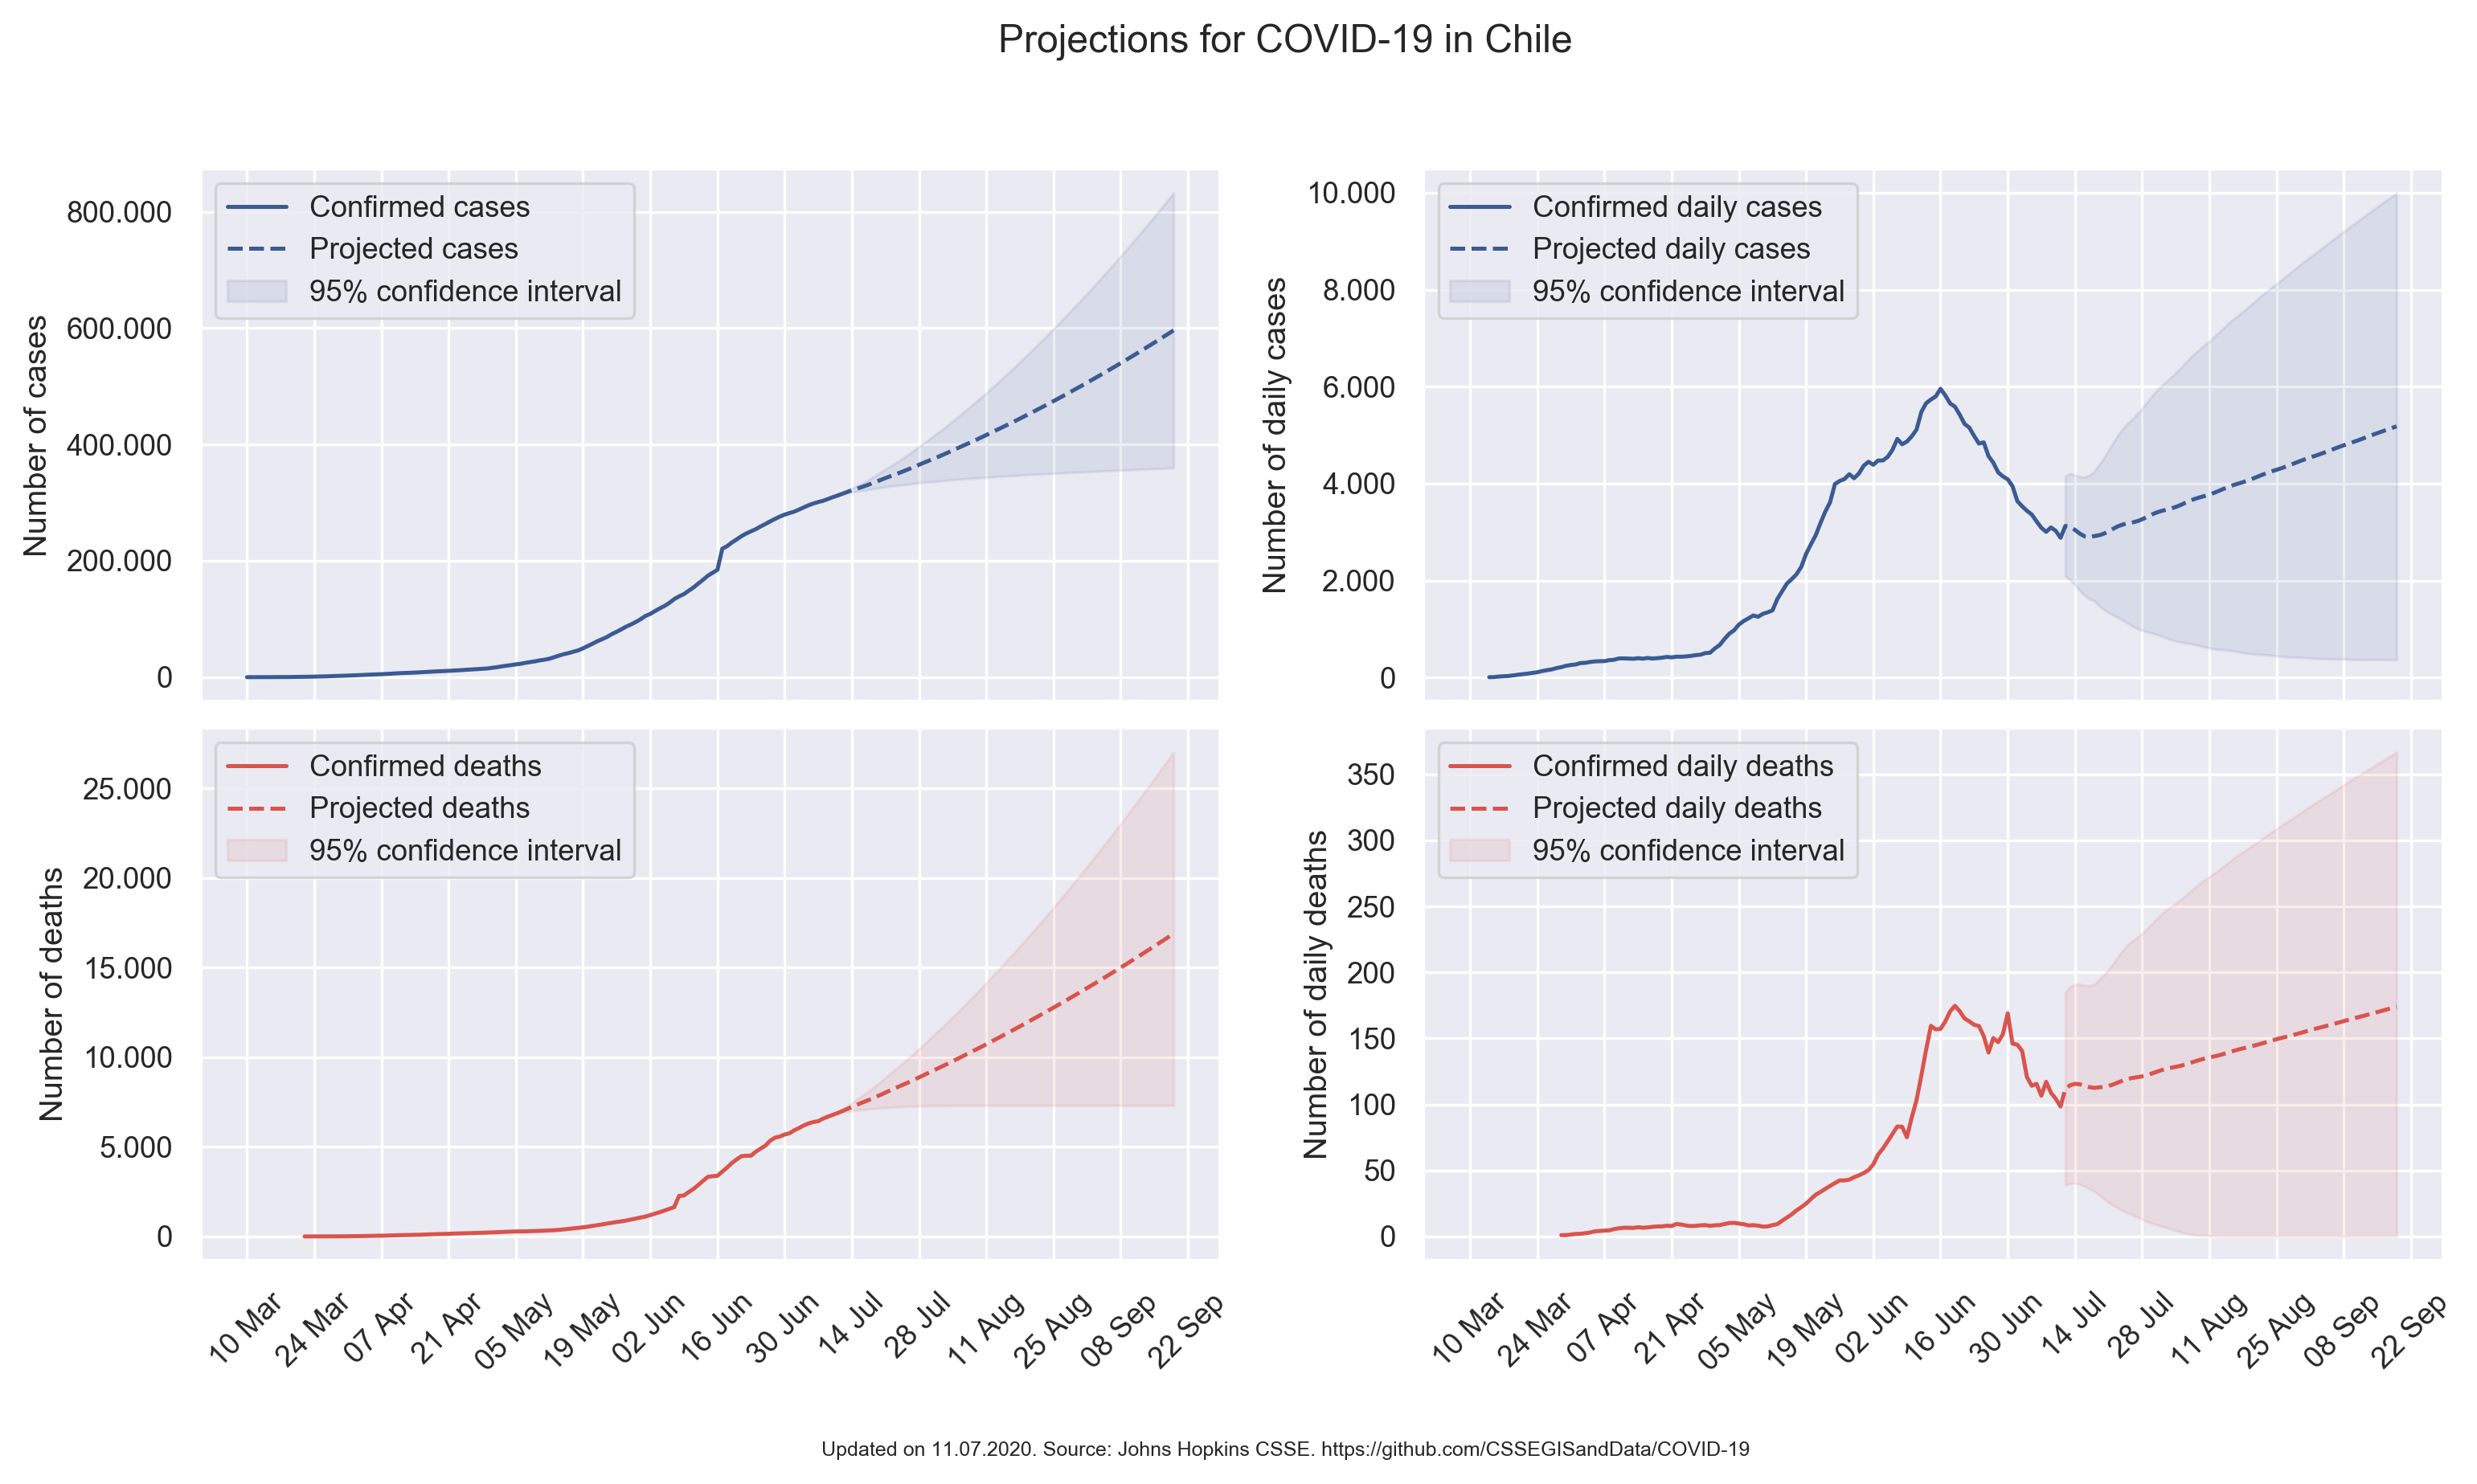 Projections for COVID-19 in Chile
Number of cases
800.000
600.000
400.000
200.000
0
Confirmed cases
Projected cases
95% confidence interval
Number of daily cases
10.000
8.000
6.000
4.000
2.000
0
Confirmed daily cases
Projected daily cases
95% confidence interval
Number of deaths
25.000
20.000
15.000
10.000
5.000
0
Confirmed deaths
Projected deaths
95% confidence interval
10 Mar
24 Mar
07 Apr
21 Apr
05 May
19 May
02 Jun
16 Jun
30 Jun
14 Jul
28 Jul
11 Aug
25 Aug
08 Sep
22 Sep
Number of daily deaths
350
300
250
200
150
100
50
0
Confirmed daily deaths
Projected daily deaths
95% confidence interval
10 Mar
24 Mar
07 Apr
21 Apr
05 May
19 May
02 Jun
16 Jun
30 Jun
14 Jul
28 Jul
11 Aug
25 Aug
08 Sep
22 Sep
Updated on 11.07.2020. Source: Johns Hopkins CSSE. https://github.com/CSSEGISandData/COVID-19